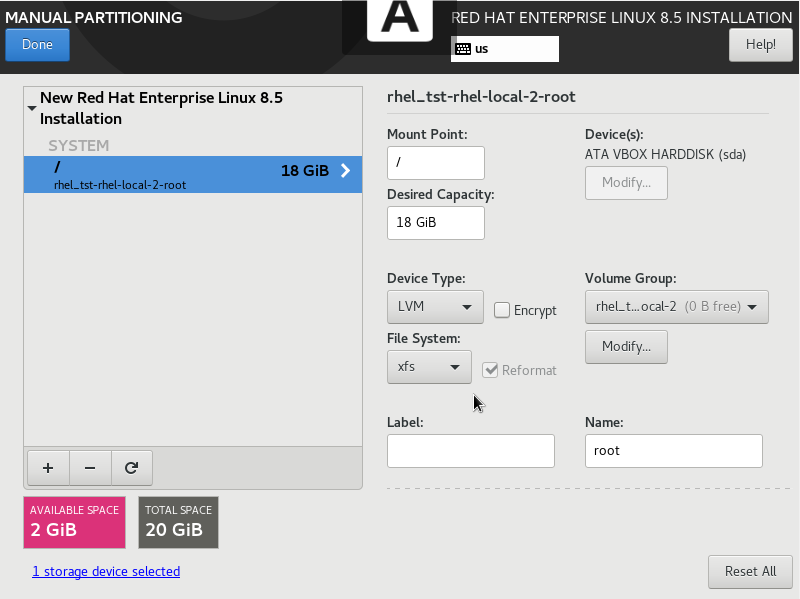 MANUAL PARTITIONING
RED HAT ENTERPRISE LINUX 8.5 INSTALLATION
Done
A
us
Help!
New Red Hat Enterprise Linux 8.5
Installation
SYSTEM
/
18 GiB
rhel_tst-rhel-local-2-root
+ −
AVAILABLE SPACE
2 GiB
TOTAL SPACE
20 GiB
1 storage device selected
rhel_tst-rhel-local-2-root
Mount Point:
/
Desired Capacity:
18 GiB
Device(s):
ATA VBOX HARDDISK (sda)
Modify...
Device Type:
LVM
Encrypt
Volume Group:
rhel_t...ocal-2 (0 B free)
File System:
xfs
Reformat
Modify...
Label:
Name:
root
Reset All